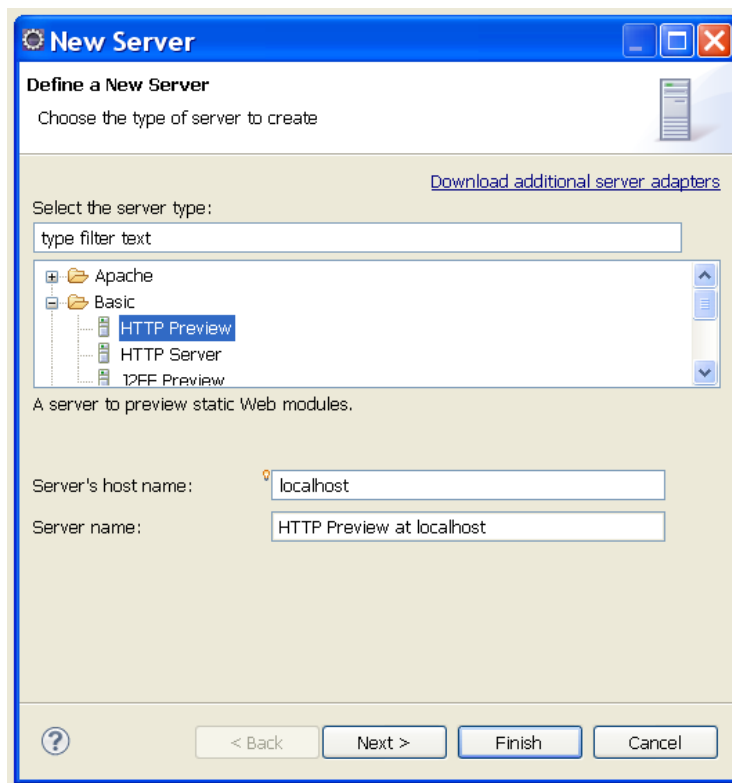 New Server
Define a New Server
Choose the type of server to create
Download additional server adapters
Select the server type:
type filter text
Apache
Basic
HTTP Preview
HTTP Server
J2EE Preview
A server to preview static Web modules.
Server's host name: localhost
Server name: HTTP Preview at localhost
? < Back Next > Finish Cancel